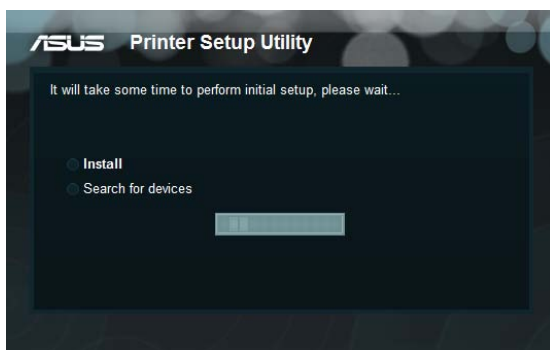 ASUS Printer Setup Utility
It will take some time to perform initial setup, please wait...
Install
Search for devices